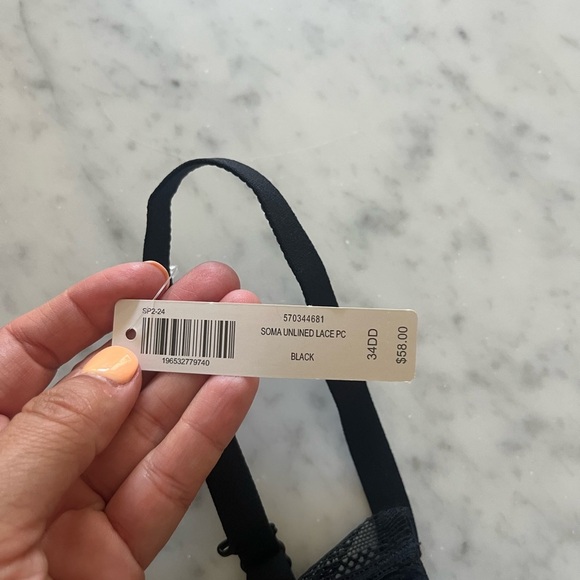 SP2-24
196532779740
570344681
SOMA UNLINED LACE PC
BLACK
34DD
$58.00